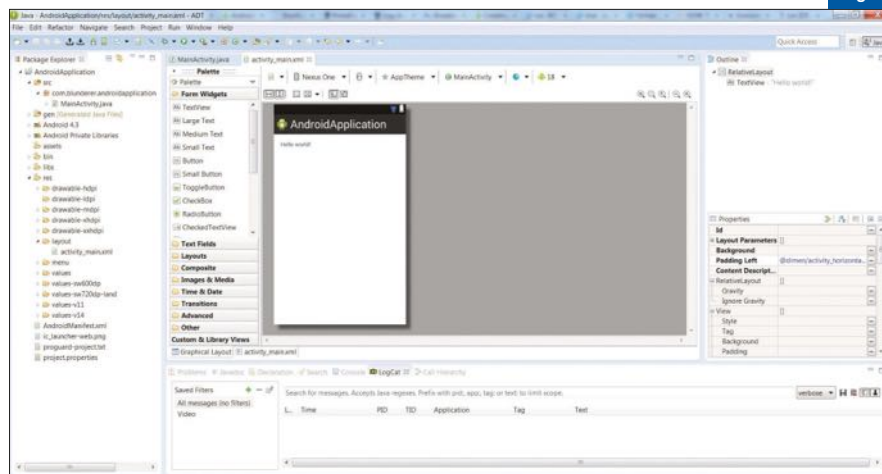 Java - AndroidApplication/res/layout/activity_main.xml - ADT
File Edit Refactor Navigate Search Project Run Window Help
Quick Access
Java
Package Explorer
AndroidApplication
src
com.blunderer.androidapplication
MainActivity.java
gen [Generated Java Files]
Android 4.3
Android Private Libraries
assets
bin
libs
res
drawable-hdpi
drawable-ldpi
drawable-mdpi
drawable-xhdpi
drawable-xxhdpi
layout
activity_main.xml
menu
values
values-sw600dp
values-sw720dp-land
values-v11
values-v14
AndroidManifest.xml
ic_launcher-web.png
proguard-project.txt
project.properties
MainActivity.java
activity_main.xml
Palette
Palette
Form Widgets
TextView
Large Text
Medium Text
Small Text
Button
Small Button
ToggleButton
CheckBox
RadioButton
CheckedTextView
Text Fields
Layouts
Composite
Images & Media
Time & Date
Transitions
Advanced
Other
Custom & Library Views
Graphical Layout
activity_main.xml
Nexus One
AppTheme
MainActivity
18
AndroidApplication
Hello world!
Outline
RelativeLayout
TextView - "Hello world!"
Properties
Id
Layout Parameters []
Background
Padding Left @dimen/activity_horizonta...
Content Descript...
RelativeLayout []
Gravity
Ignore Gravity
View []
Style
Tag
Background
Padding
Problems Javadoc Declaration Search Console LogCat Call Hierarchy
Saved Filters
All messages (no filters)
Video
Search for messages. Accepts Java regexes. Prefix with pid:, app:, tag: or text: to limit scope.
verbose
L... Time PID TID Application Tag Text